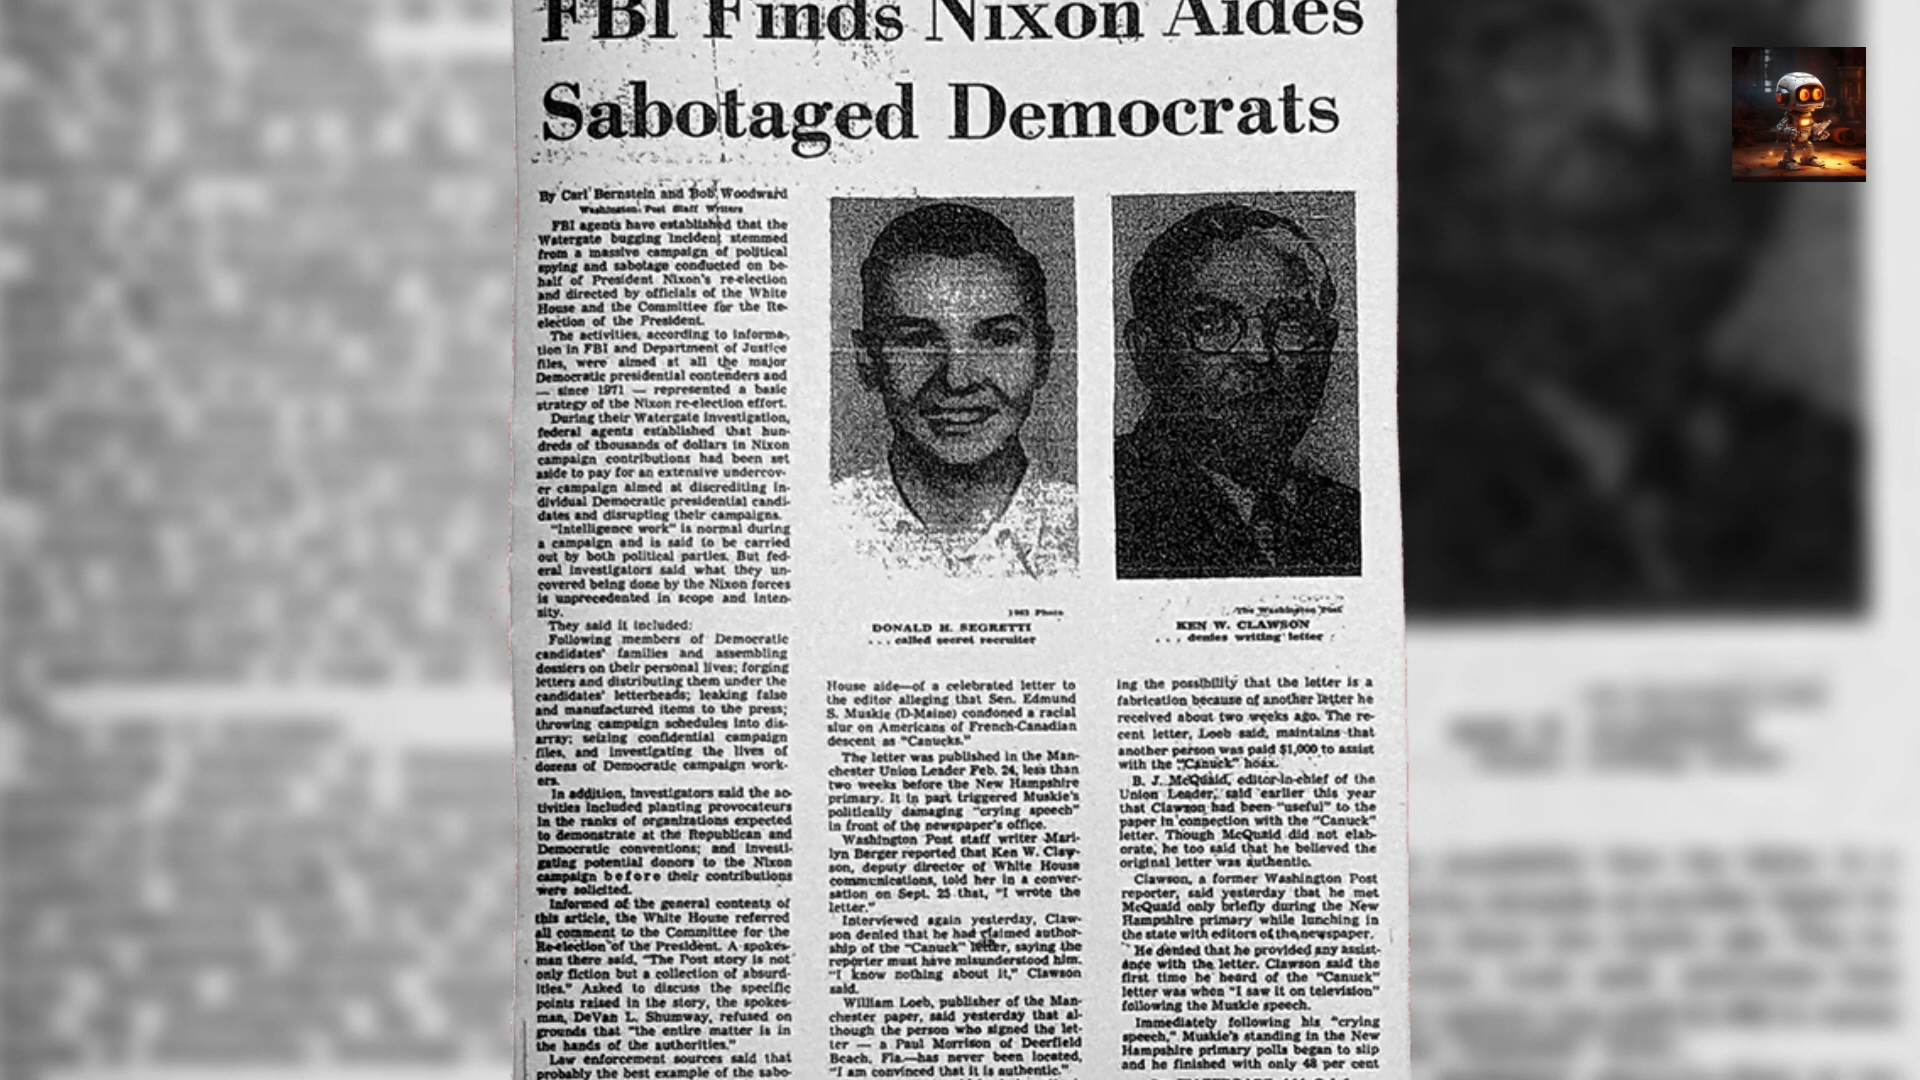 FBI Finds Nixon Aides
Sabotaged Democrats
By Carl Bernstein and Bob Woodward
Washington Post Staff Writers
FBI agents have established that the
Watergate bugging incident stemmed
from a massive campaign of political
spying and sabotage conducted on be-
half of President Nixon's re-election
and directed by officials of the White
House and the Committee for the Re-
election of the President.
The activities, according to informa-
tion in FBI and Department of Justice
files, were aimed at all the major
Democratic presidential contenders and
— since 1971 — represented a basic
strategy of the Nixon re-election effort.
During their Watergate investigation,
federal agents established that hun-
dreds of thousands of dollars in Nixon
campaign contributions had been set
aside to pay for an extensive undercov-
er campaign aimed at discrediting in-
dividual Democratic presidential candi-
dates and disrupting their campaigns.
"Intelligence work" is normal during
a campaign and is said to be carried
out by both political parties. But fed-
eral investigators said what they un-
covered being done by the Nixon forces
is unprecedented in scope and inten-
sity.
They said it included:
Following members of Democratic
candidates' families and assembling
dossiers on their personal lives; forging
letters and distributing them under the
candidates' letterheads; leaking false
and manufactured items to the press;
throwing campaign schedules into dis-
array; seizing confidential campaign
files, and investigating the lives of
dozens of Democratic campaign work-
ers.
In addition, investigators said the ac-
tivities included planting provocateurs
in the ranks of organizations expected
to demonstrate at the Republican and
Democratic conventions; and investi-
gating potential donors to the Nixon
campaign before their contributions
were solicited.
Informed of the general contents of
this article, the White House referred
all comment to the Committee for the
Re-election of the President. A spokes-
man there said, "The Post story is not
only fiction but a collection of absurd-
ities." Asked to discuss the specific
points raised in the story, the spokes-
man, DeVan L. Shumway, refused on
grounds that "the entire matter is in
the hands of the authorities."
Law enforcement sources said that
probably the best example of the sabo-
1963 Photo
DONALD H. SEGRETTI
. . . called secret recruiter
House aide—of a celebrated letter to
the editor alleging that Sen. Edmund
S. Muskie (D-Maine) condoned a racial
slur on Americans of French-Canadian
descent as "Canucks."
The letter was published in the Man-
chester Union Leader Feb. 24, less than
two weeks before the New Hampshire
primary. It in part triggered Muskie's
politically damaging "crying speech"
in front of the newspaper's office.
Washington Post staff writer Mari-
lyn Berger reported that Ken W. Claw-
son, deputy director of White House
communications, told her in a conver-
sation on Sept. 25 that, "I wrote the
letter."
Interviewed again yesterday, Claw-
son denied that he had claimed author-
ship of the "Canuck" letter, saying the
reporter must have misunderstood him.
"I know nothing about it," Clawson
said.
William Loeb, publisher of the Man-
chester paper, said yesterday that al-
though the person who signed the let-
ter — a Paul Morrison of Deerfield
Beach, Fla.—has never been located,
"I am convinced that it is authentic."
The Washington Post
KEN W. CLAWSON
. . . denies writing letter
ing the possibility that the letter is a
fabrication because of another letter he
received about two weeks ago. The re-
cent letter, Loeb said, maintains that
another person was paid $1,000 to assist
with the "Canuck" hoax.
B. J. McQuaid, editor-in-chief of the
Union Leader, said earlier this year
that Clawson had been "useful" to the
paper in connection with the "Canuck"
letter. Though McQuaid did not elab-
orate, he too said that he believed the
original letter was authentic.
Clawson, a former Washington Post
reporter, said yesterday that he met
McQuaid only briefly during the New
Hampshire primary while lunching in
the state with editors of the newspaper.
He denied that he provided any assist-
ance with the letter. Clawson said the
first time he heard of the "Canuck"
letter was when "I saw it on television"
following the Muskie speech.
Immediately following his "crying
speech," Muskie's standing in the New
Hampshire primary polls began to slip
and he finished with only 48 per cent